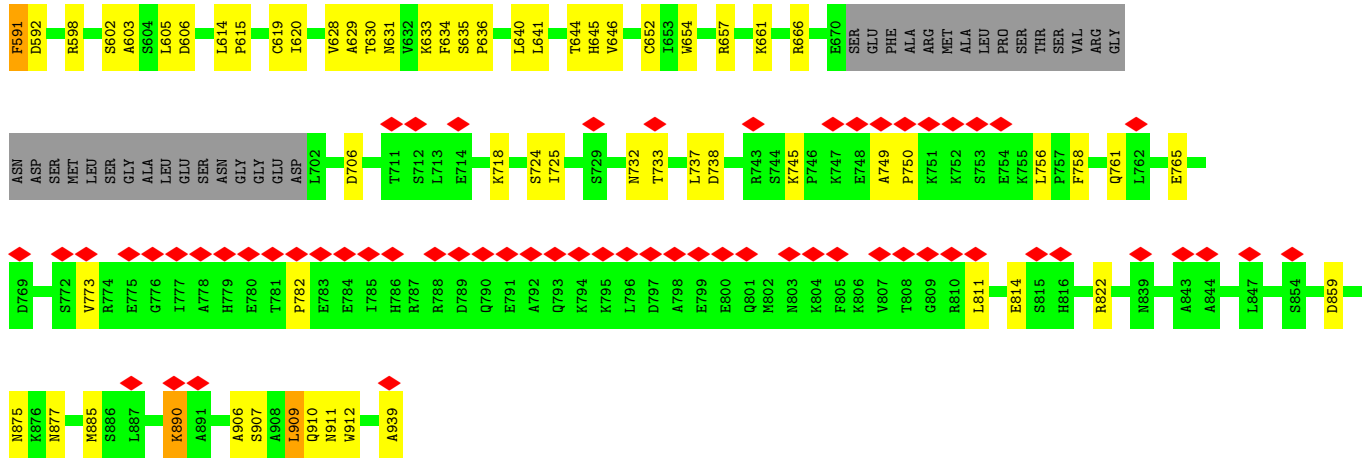 F591 D592 R598 S602 A603 S604 L605 D606 L614 P615 C619 I620 V628 A629 T630 N631 V632 K633 F634 S635 P636 L640 L641 T644 H645 V646 C652 I653 W654 R657 K661 R666 E670 SER GLU PHE ALA ARG MET ALA LEU PRO SER THR SER VAL ARG GLY
ASN ASP SER MET LEU SER GLY ALA LEU GLU SER ASN GLY GLY GLU ASP L702 D706 T711 S712 L713 E714 K718 S724 I725 S729 N732 T733 L737 D738 R743 S744 K745 P746 K747 E748 A749 P750 K751 K752 S753 E754 K755 L756 P757 F758 Q761 L762 E765
D769 S772 V773 R774 E775 G776 I777 A778 H779 E780 T781 P782 E783 E784 I785 H786 R787 R788 D789 Q790 E791 A792 Q793 K794 K795 L796 D797 A798 E799 E800 Q801 M802 N803 K804 F805 K806 V807 T808 G809 R810 L811 E814 S815 H816 R822 N839 A843 A844 L847 S854 D859
N875 K876 N877 M885 S886 L887 K890 A891 A906 S907 A908 L909 Q910 N911 W912 A939